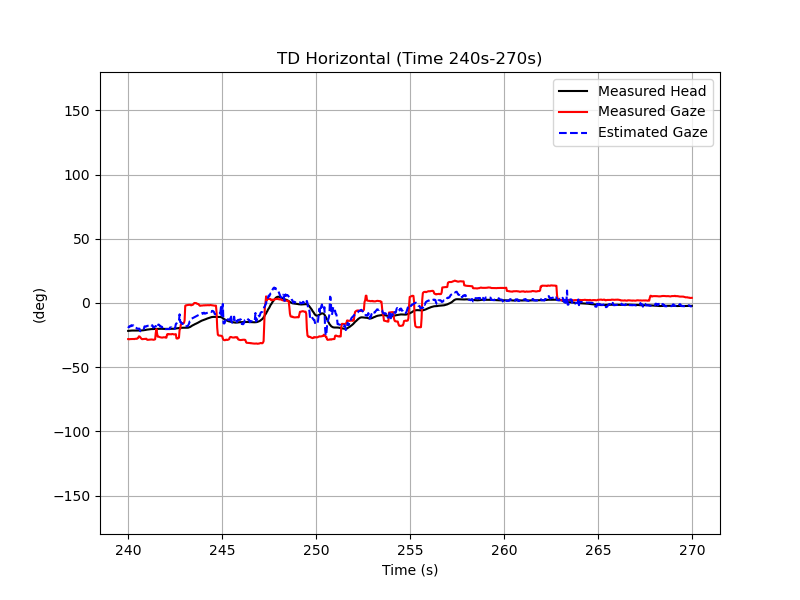 TD Horizontal (Time 240s-270s)
Measured Head
Measured Gaze
Estimated Gaze
150
100
50
0
−50
−100
−150
(deg)
240 245 250 255 260 265 270
Time (s)